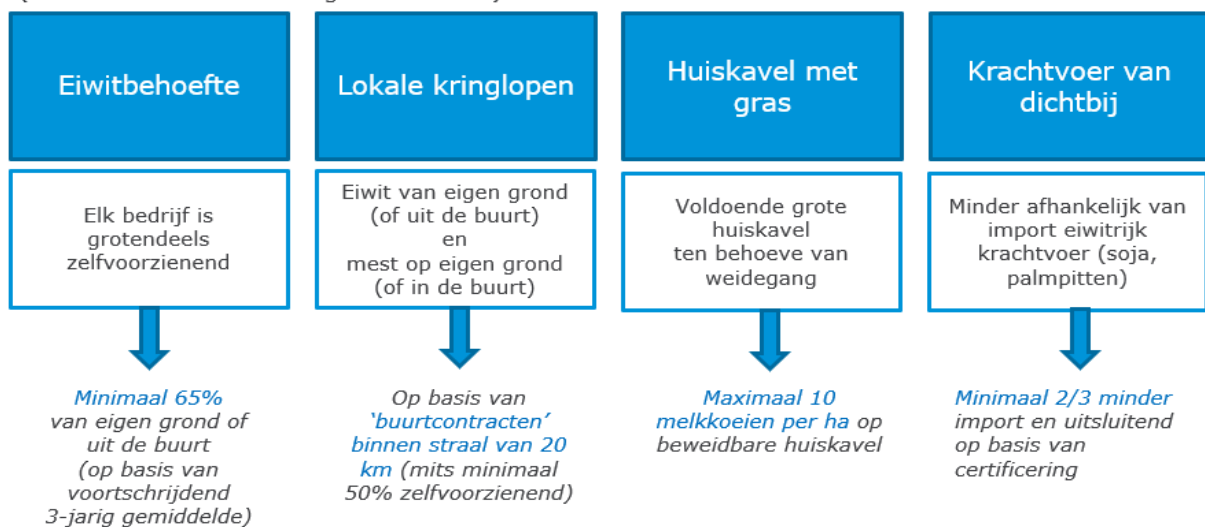 Eiwitbehoefte
Elk bedrijf is
grotendeels
zelfvoorzienend
Minimaal 65%
van eigen grond of
uit de buurt
(op basis van
voortschrijdend
3-jarig gemiddelde)
Lokale kringlopen
Eiwit van eigen grond
(of uit de buurt)
en
mest op eigen grond
(of in de buurt)
Op basis van
‘buurtcontracten’
binnen straal van 20
km (mits minimaal
50% zelfvoorzienend)
Huiskavel met
gras
Voldoende grote
huiskavel
ten behoeve van
weidegang
Maximaal 10
melkkoeien per ha op
beweidbare huiskavel
Krachtvoer van
dichtbij
Minder afhankelijk van
import eiwitrijk
krachtvoer (soja,
palmpitten)
Minimaal 2/3 minder
import en uitsluitend
op basis van
certificering